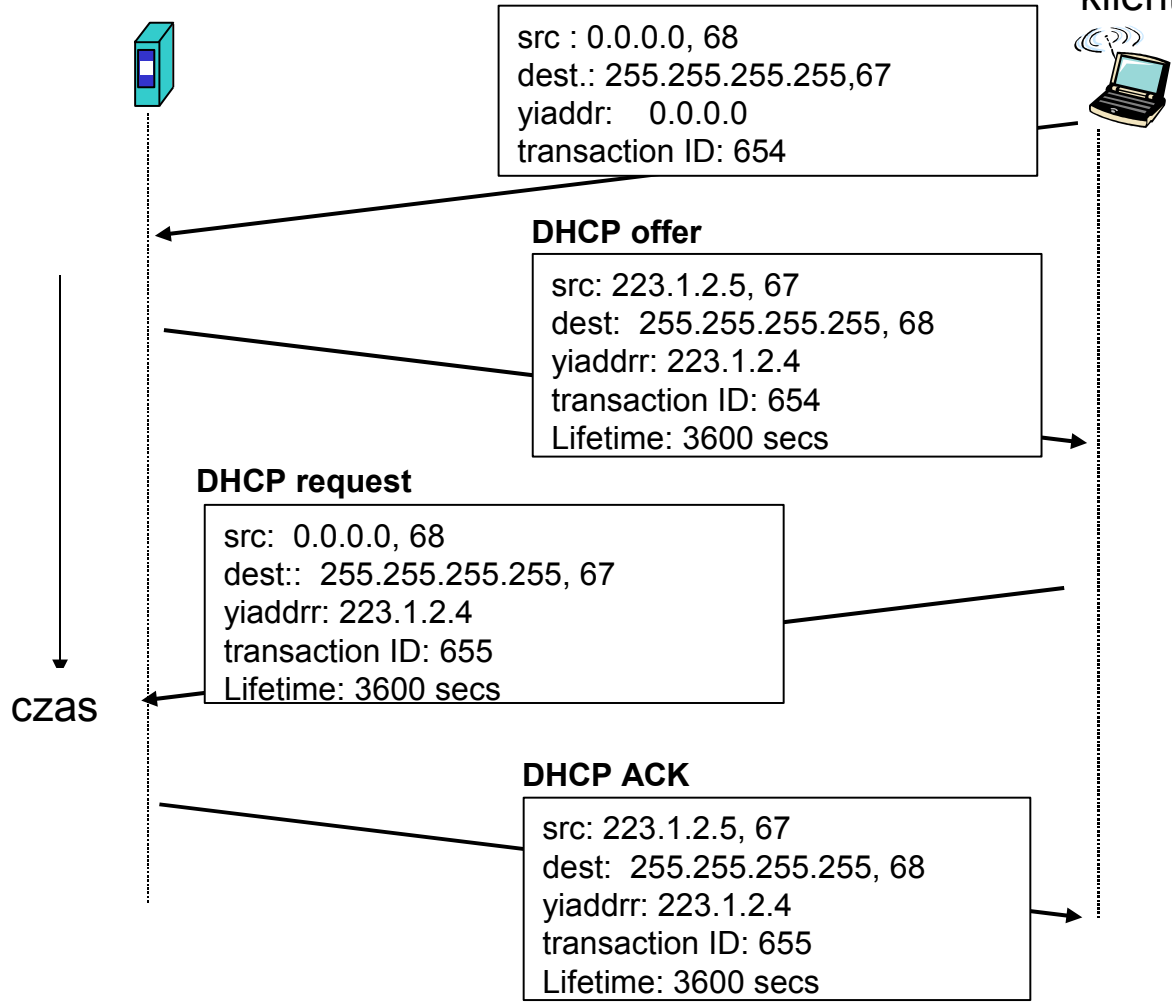 klient
src : 0.0.0.0, 68
dest.: 255.255.255.255,67
yiaddr: 0.0.0.0
transaction ID: 654
DHCP offer
src: 223.1.2.5, 67
dest: 255.255.255.255, 68
yiaddrr: 223.1.2.4
transaction ID: 654
Lifetime: 3600 secs
DHCP request
src: 0.0.0.0, 68
dest:: 255.255.255.255, 67
yiaddrr: 223.1.2.4
transaction ID: 655
Lifetime: 3600 secs
czas
DHCP ACK
src: 223.1.2.5, 67
dest: 255.255.255.255, 68
yiaddrr: 223.1.2.4
transaction ID: 655
Lifetime: 3600 secs